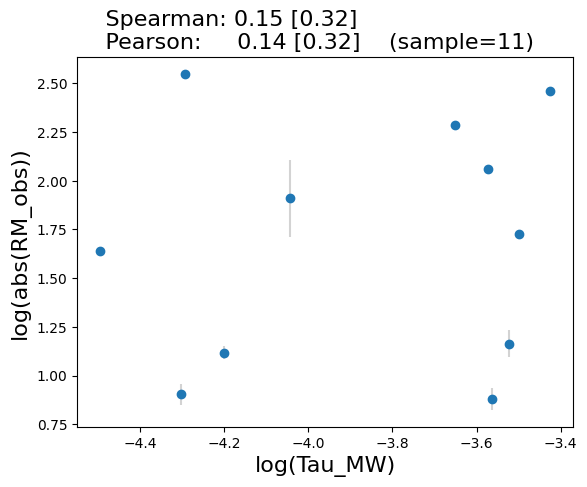 Spearman: 0.15 [0.32]
Pearson: 0.14 [0.32] (sample=11)
log(abs(RM_obs))
2.50
2.25
2.00
1.75
1.50
1.25
1.00
0.75
−4.4 −4.2 −4.0 −3.8 −3.6 −3.4
log(Tau_MW)